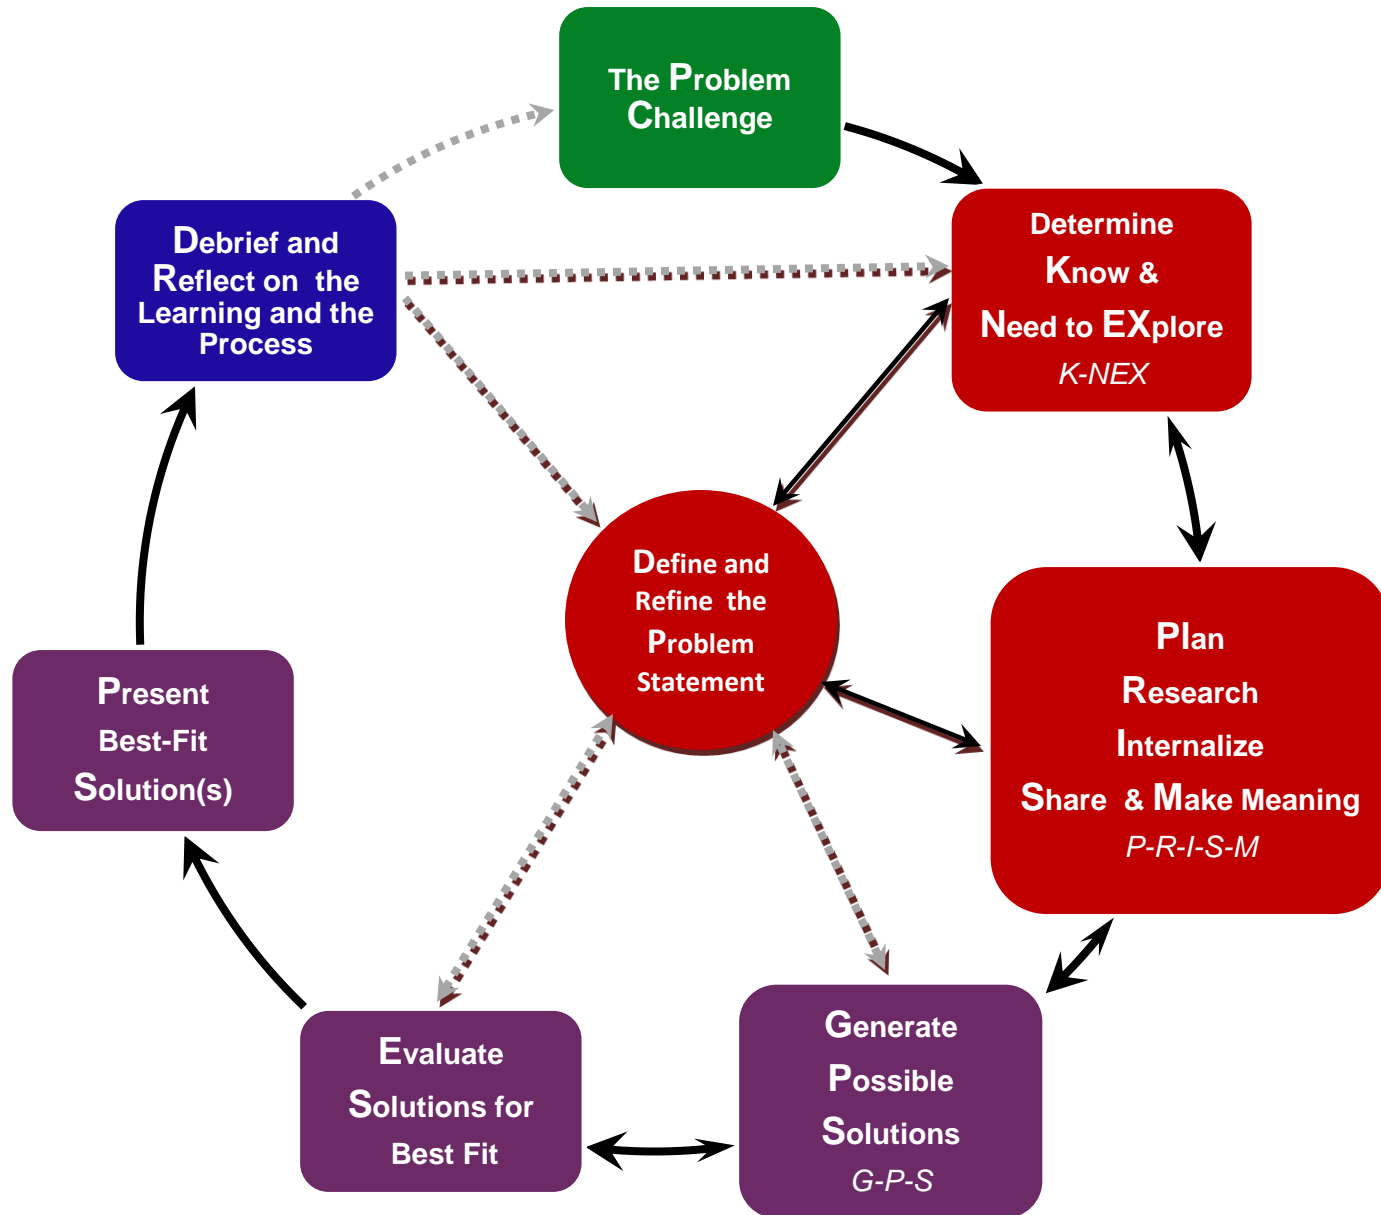 The Problem
Challenge
Determine
Know &
Need to EXplore
K-NEX
Debrief and
Reflect on the
Learning and the
Process
Define and
Refine the
Problem
Statement
Plan
Research
Internalize
Share & Make Meaning
P-R-I-S-M
Present
Best-Fit
Solution(s)
Generate
Possible
Solutions
G-P-S
Evaluate
Solutions for
Best Fit